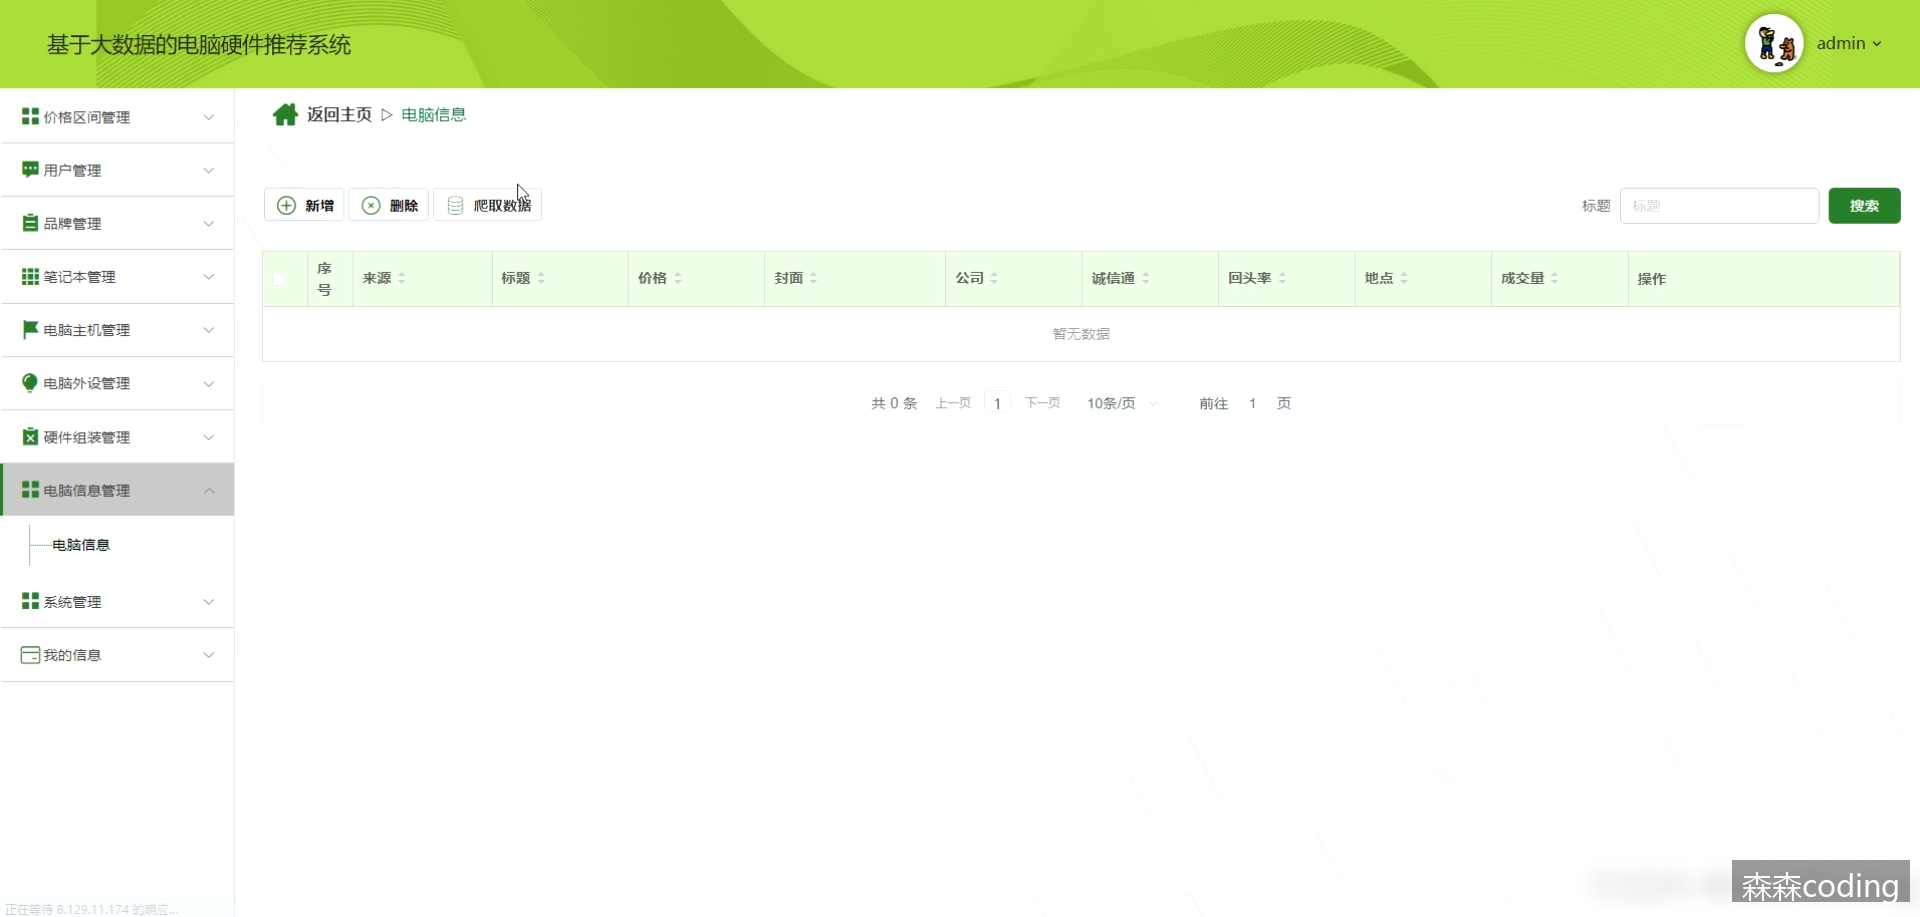 基于大数据的电脑硬件推荐系统
admin
价格区间管理
用户管理
品牌管理
笔记本管理
电脑主机管理
电脑外设管理
硬件组装管理
电脑信息管理
电脑信息
系统管理
我的信息
返回主页 ▷ 电脑信息
新增 删除 爬取数据
标题 标题 搜索
序号 来源 标题 价格 封面 公司 诚信通 回头率 地点 成交量 操作
暂无数据
共 0 条 上一页 1 下一页 10条/页 前往 1 页
正在等待 8.129.11.174 的响应...
森森coding